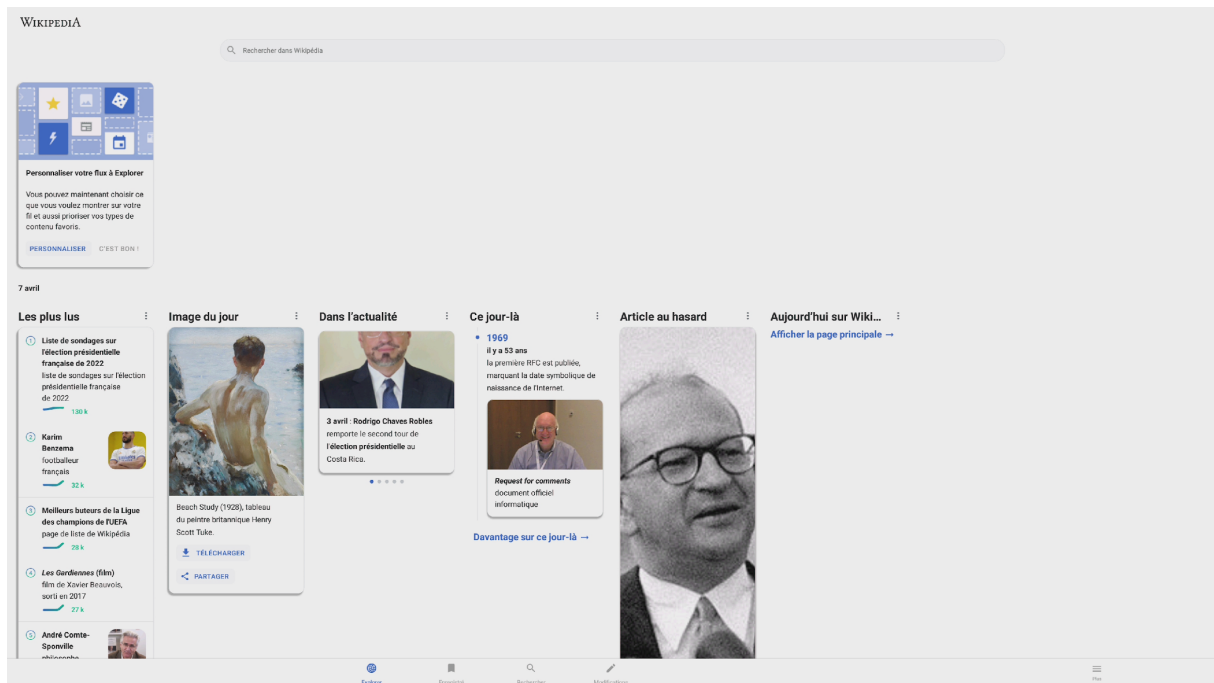 WIKIPEDIA
Rechercher dans Wikipédia
Personnaliser votre flux à Explorer
Vous pouvez maintenant choisir ce
que vous voulez montrer sur votre
fil et aussi prioriser vos types de
contenu favoris.
PERSONNALISER C'EST BON !
7 avril
Les plus lus
1 Liste de sondages sur
l'élection présidentielle
française de 2022
liste de sondages sur l'élection
présidentielle française
de 2022
130 k
2 Karim
Benzema
footballeur
français
32 k
3 Meilleurs buteurs de la Ligue
des champions de l'UEFA
page de liste de Wikipédia
28 k
4 Les Gardiennes (film)
film de Xavier Beauvois,
sorti en 2017
27 k
5 André Comte-
Sponville
philosophe
Image du jour
Beach Study (1928), tableau
du peintre britannique Henry
Scott Tuke.
TÉLÉCHARGER
PARTAGER
Dans l'actualité
3 avril : Rodrigo Chaves Robles
remporte le second tour de
l'élection présidentielle au
Costa Rica.
Ce jour-là
1969
il y a 53 ans
la première RFC est publiée,
marquant la date symbolique de
naissance de l'Internet.
Request for comments
document officiel
informatique
Davantage sur ce jour-là →
Article au hasard
Aujourd'hui sur Wiki...
Afficher la page principale →
Explorer
Rechercher
Modifications
Plus